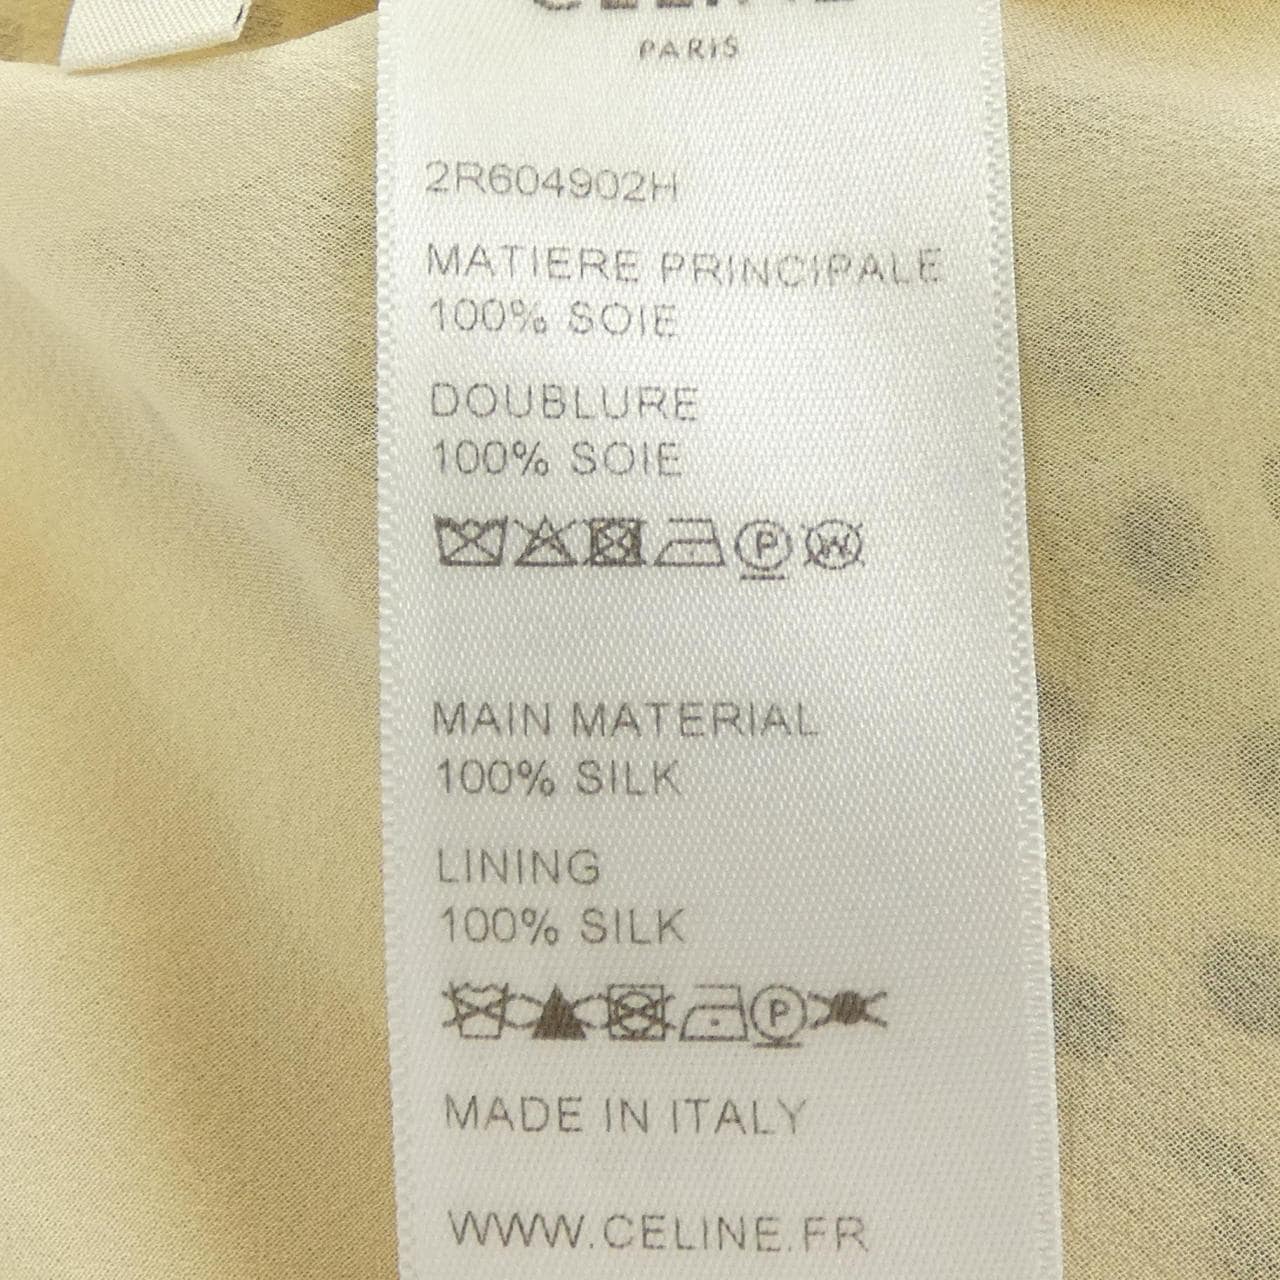 CELINE
PARIS
2R604902H
MATIERE PRINCIPALE
100% SOIE
DOUBLURE
100% SOIE
P W
MAIN MATERIAL
100% SILK
LINING
100% SILK
P
MADE IN ITALY
WWW.CELINE.FR